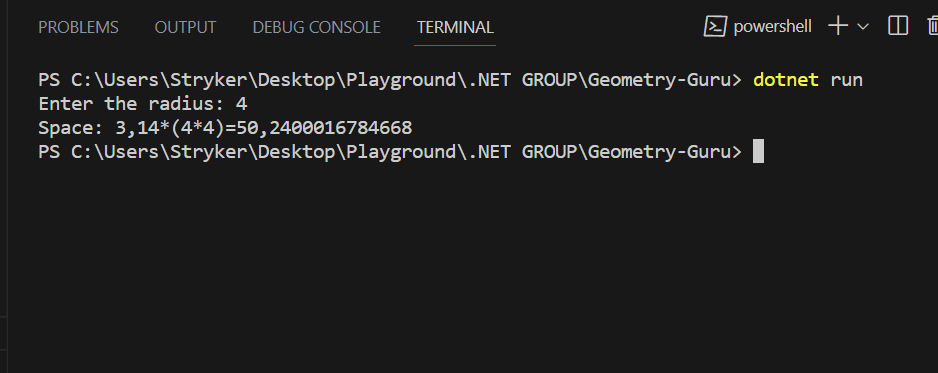 PROBLEMS OUTPUT DEBUG CONSOLE TERMINAL powershell
PS C:\Users\Stryker\Desktop\Playground\.NET GROUP\Geometry-Guru> dotnet run
Enter the radius: 4
Space: 3,14*(4*4)=50,2400016784668
PS C:\Users\Stryker\Desktop\Playground\.NET GROUP\Geometry-Guru>